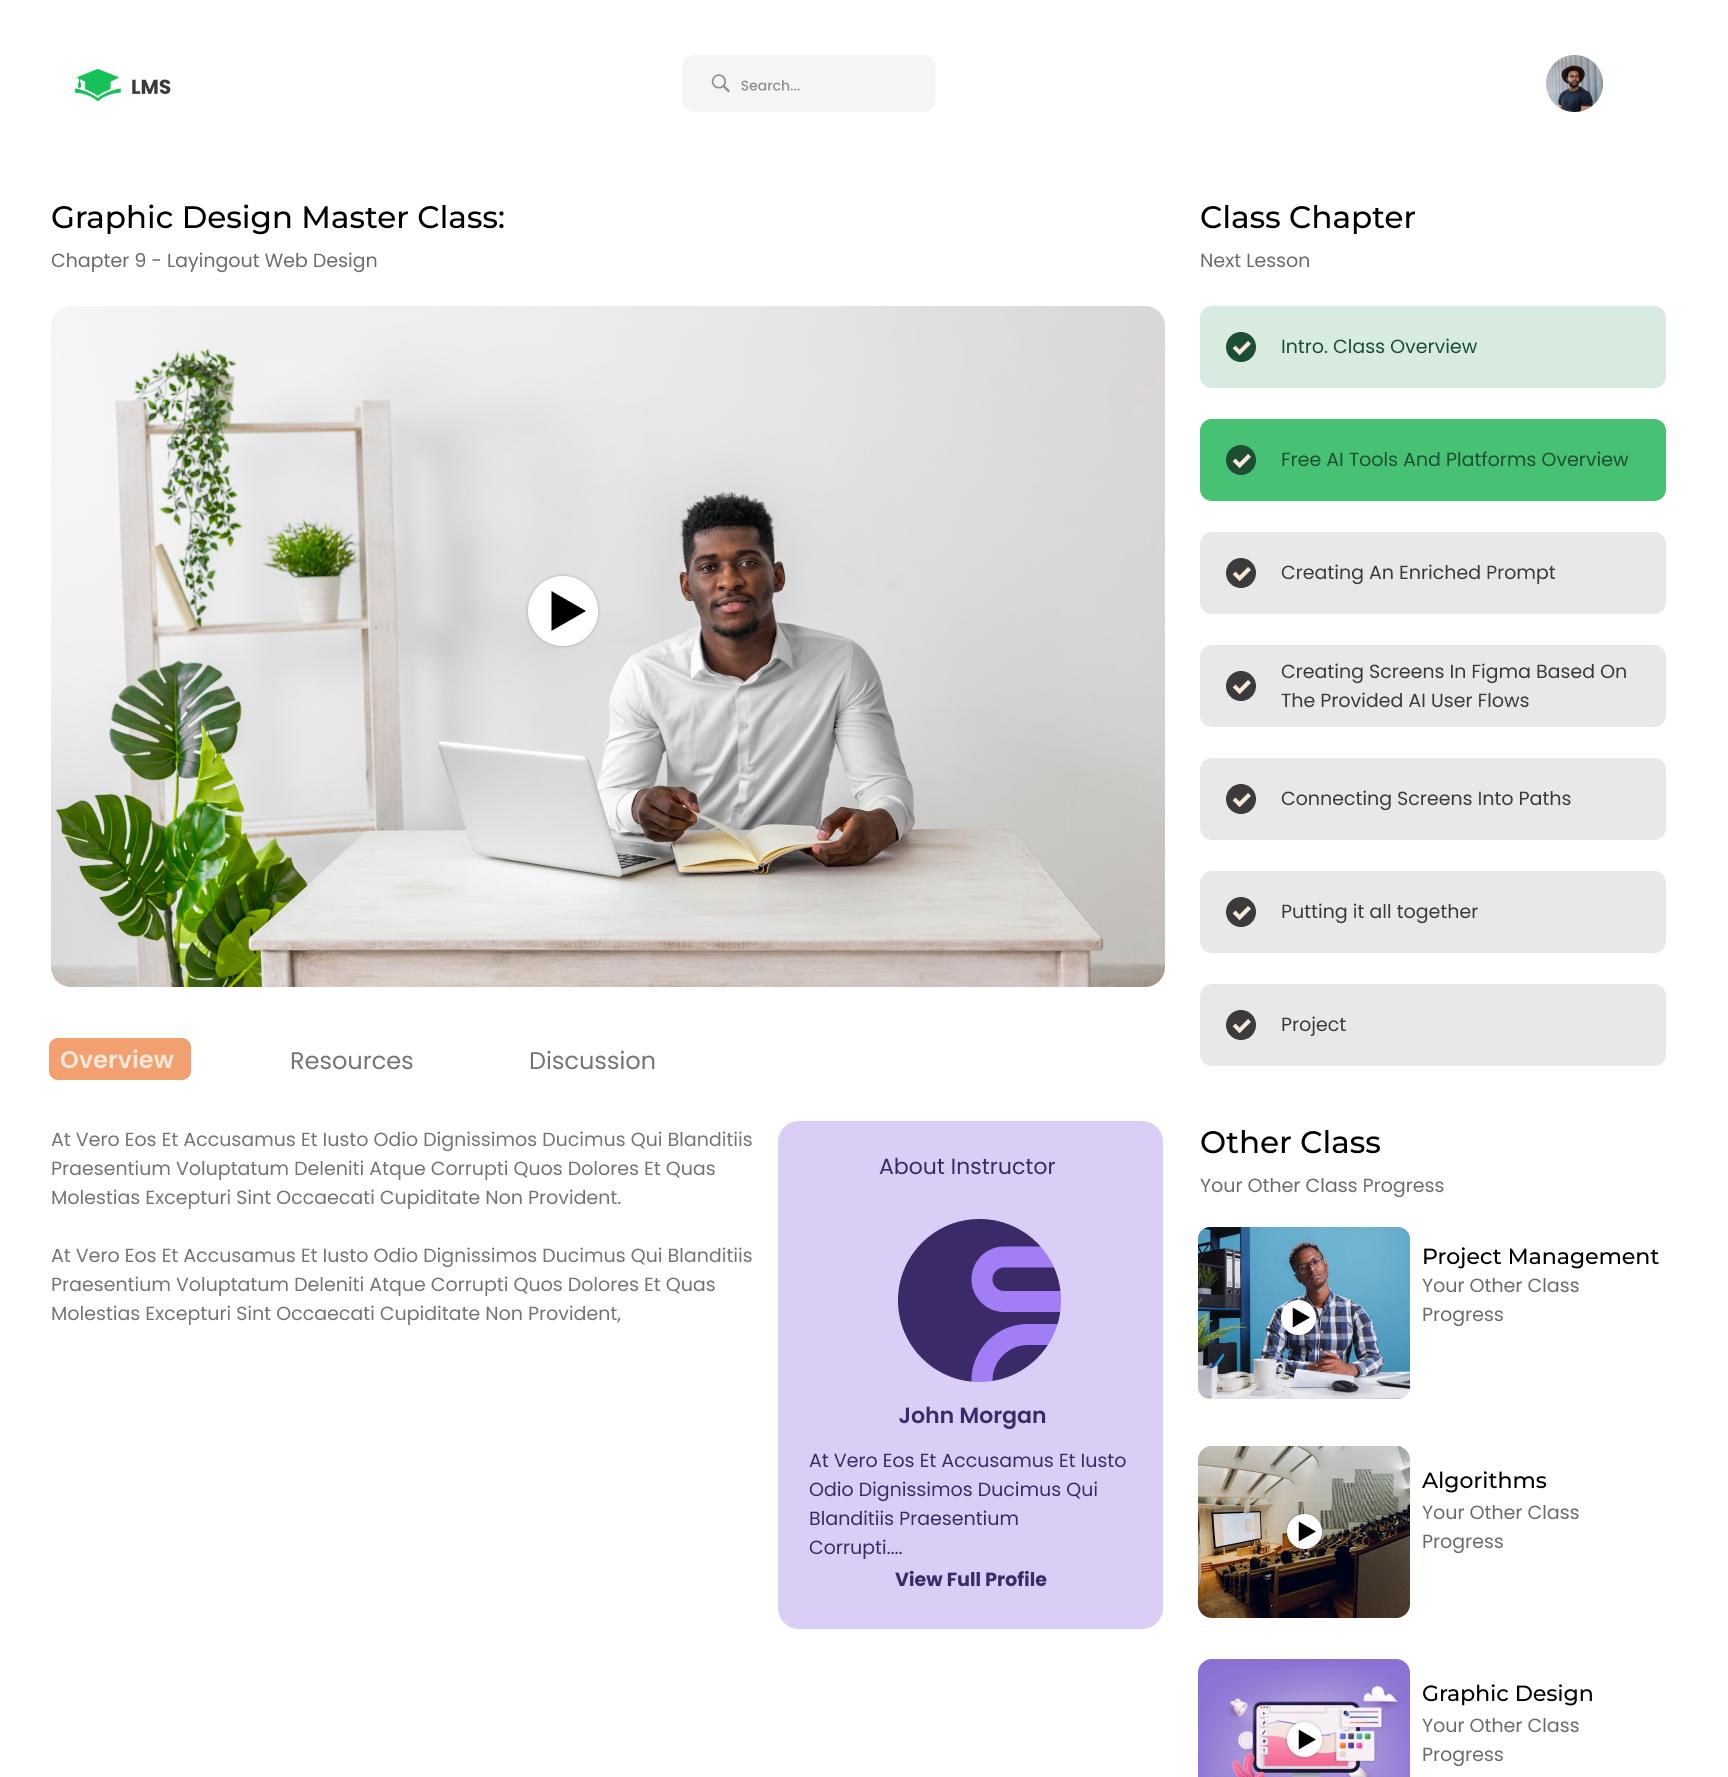 LMS
Search...
Graphic Design Master Class:
Chapter 9 - Layingout Web Design
Class Chapter
Next Lesson
Intro. Class Overview
Free AI Tools And Platforms Overview
Creating An Enriched Prompt
Creating Screens In Figma Based On
The Provided AI User Flows
Connecting Screens Into Paths
Putting it all together
Project
Overview
Resources
Discussion
At Vero Eos Et Accusamus Et Iusto Odio Dignissimos Ducimus Qui Blanditiis
Praesentium Voluptatum Deleniti Atque Corrupti Quos Dolores Et Quas
Molestias Excepturi Sint Occaecati Cupiditate Non Provident.
At Vero Eos Et Accusamus Et Iusto Odio Dignissimos Ducimus Qui Blanditiis
Praesentium Voluptatum Deleniti Atque Corrupti Quos Dolores Et Quas
Molestias Excepturi Sint Occaecati Cupiditate Non Provident,
About Instructor
John Morgan
At Vero Eos Et Accusamus Et Iusto
Odio Dignissimos Ducimus Qui
Blanditiis Praesentium
Corrupti....
View Full Profile
Other Class
Your Other Class Progress
Project Management
Your Other Class
Progress
Algorithms
Your Other Class
Progress
Graphic Design
Your Other Class
Progress